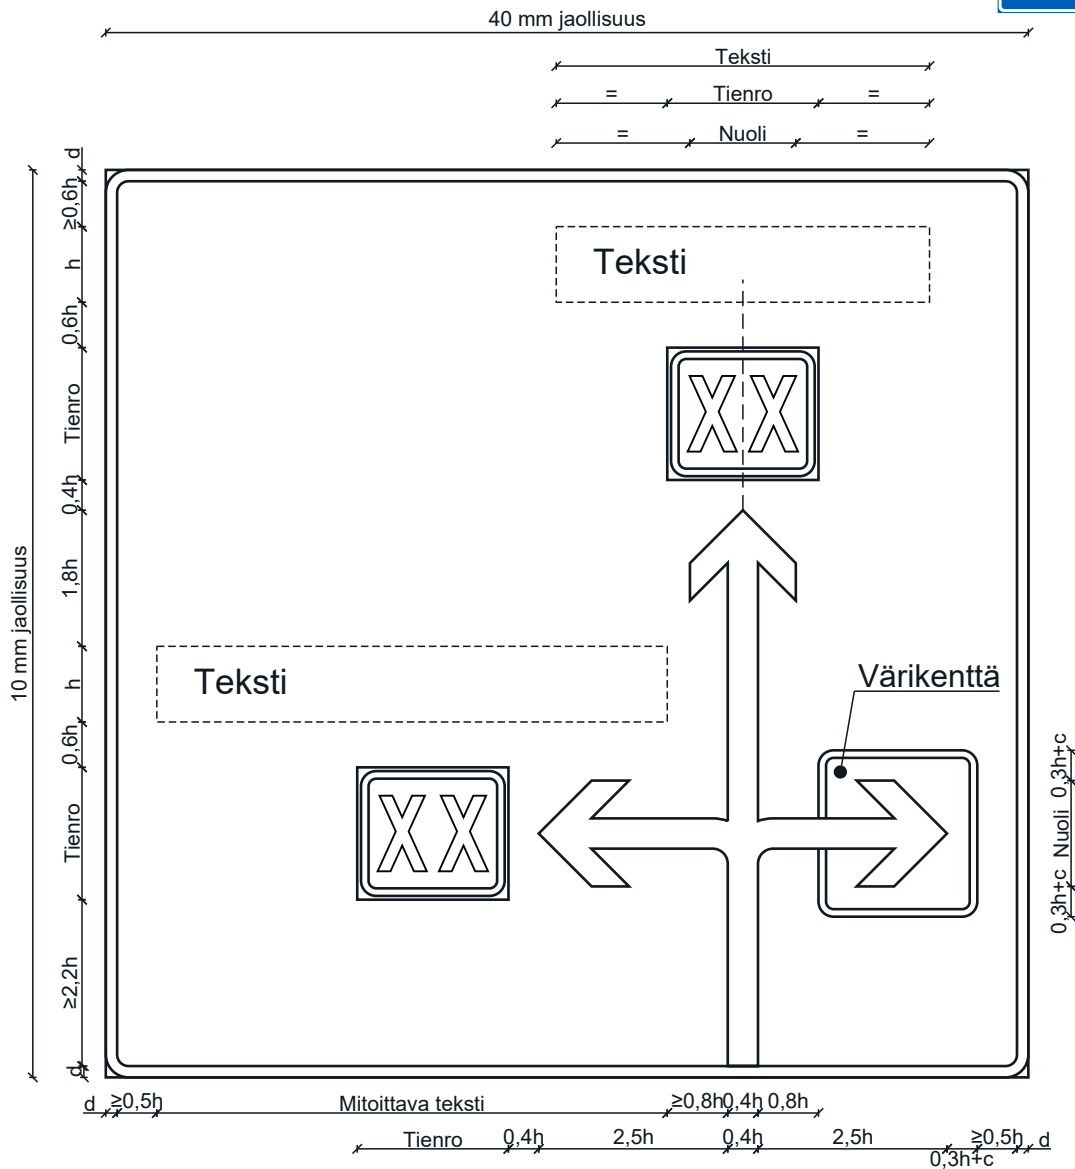 40 mm jaollisuus
Teksti
= Tienro =
= Nuoli =
d
≥0,6h
h
0,6h
Tienro
0,4h
1,8h
h
0,6h
Tienro
≥2,2h
d
10 mm jaollisuus
Teksti
XX
Teksti
Värikenttä
XX
0,3h+c
Nuoli
0,3h+c
d ≥0,5h Mitoittava teksti ≥0,8h 0,4h 0,8h
Tienro 0,4h 2,5h 0,4h 2,5h ≥0,5h d
0,3h+c